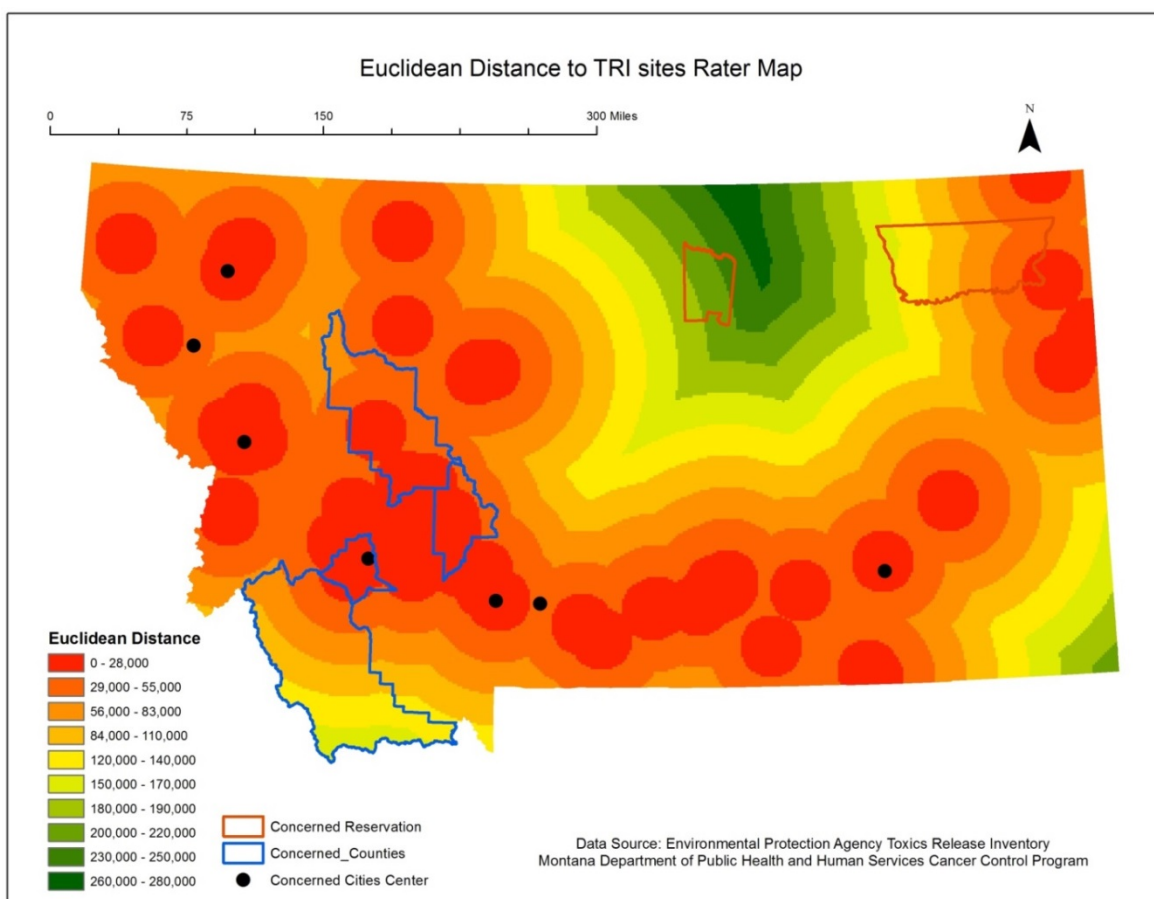 Euclidean Distance to TRI sites Rater Map
0 75 150 300 Miles
N
Euclidean Distance
0 - 28,000
29,000 - 55,000
56,000 - 83,000
84,000 - 110,000
120,000 - 140,000
150,000 - 170,000
180,000 - 190,000
200,000 - 220,000
230,000 - 250,000
260,000 - 280,000
Concerned Reservation
Concerned_Counties
Concerned Cities Center
Data Source: Environmental Protection Agency Toxics Release Inventory
Montana Department of Public Health and Human Services Cancer Control Program